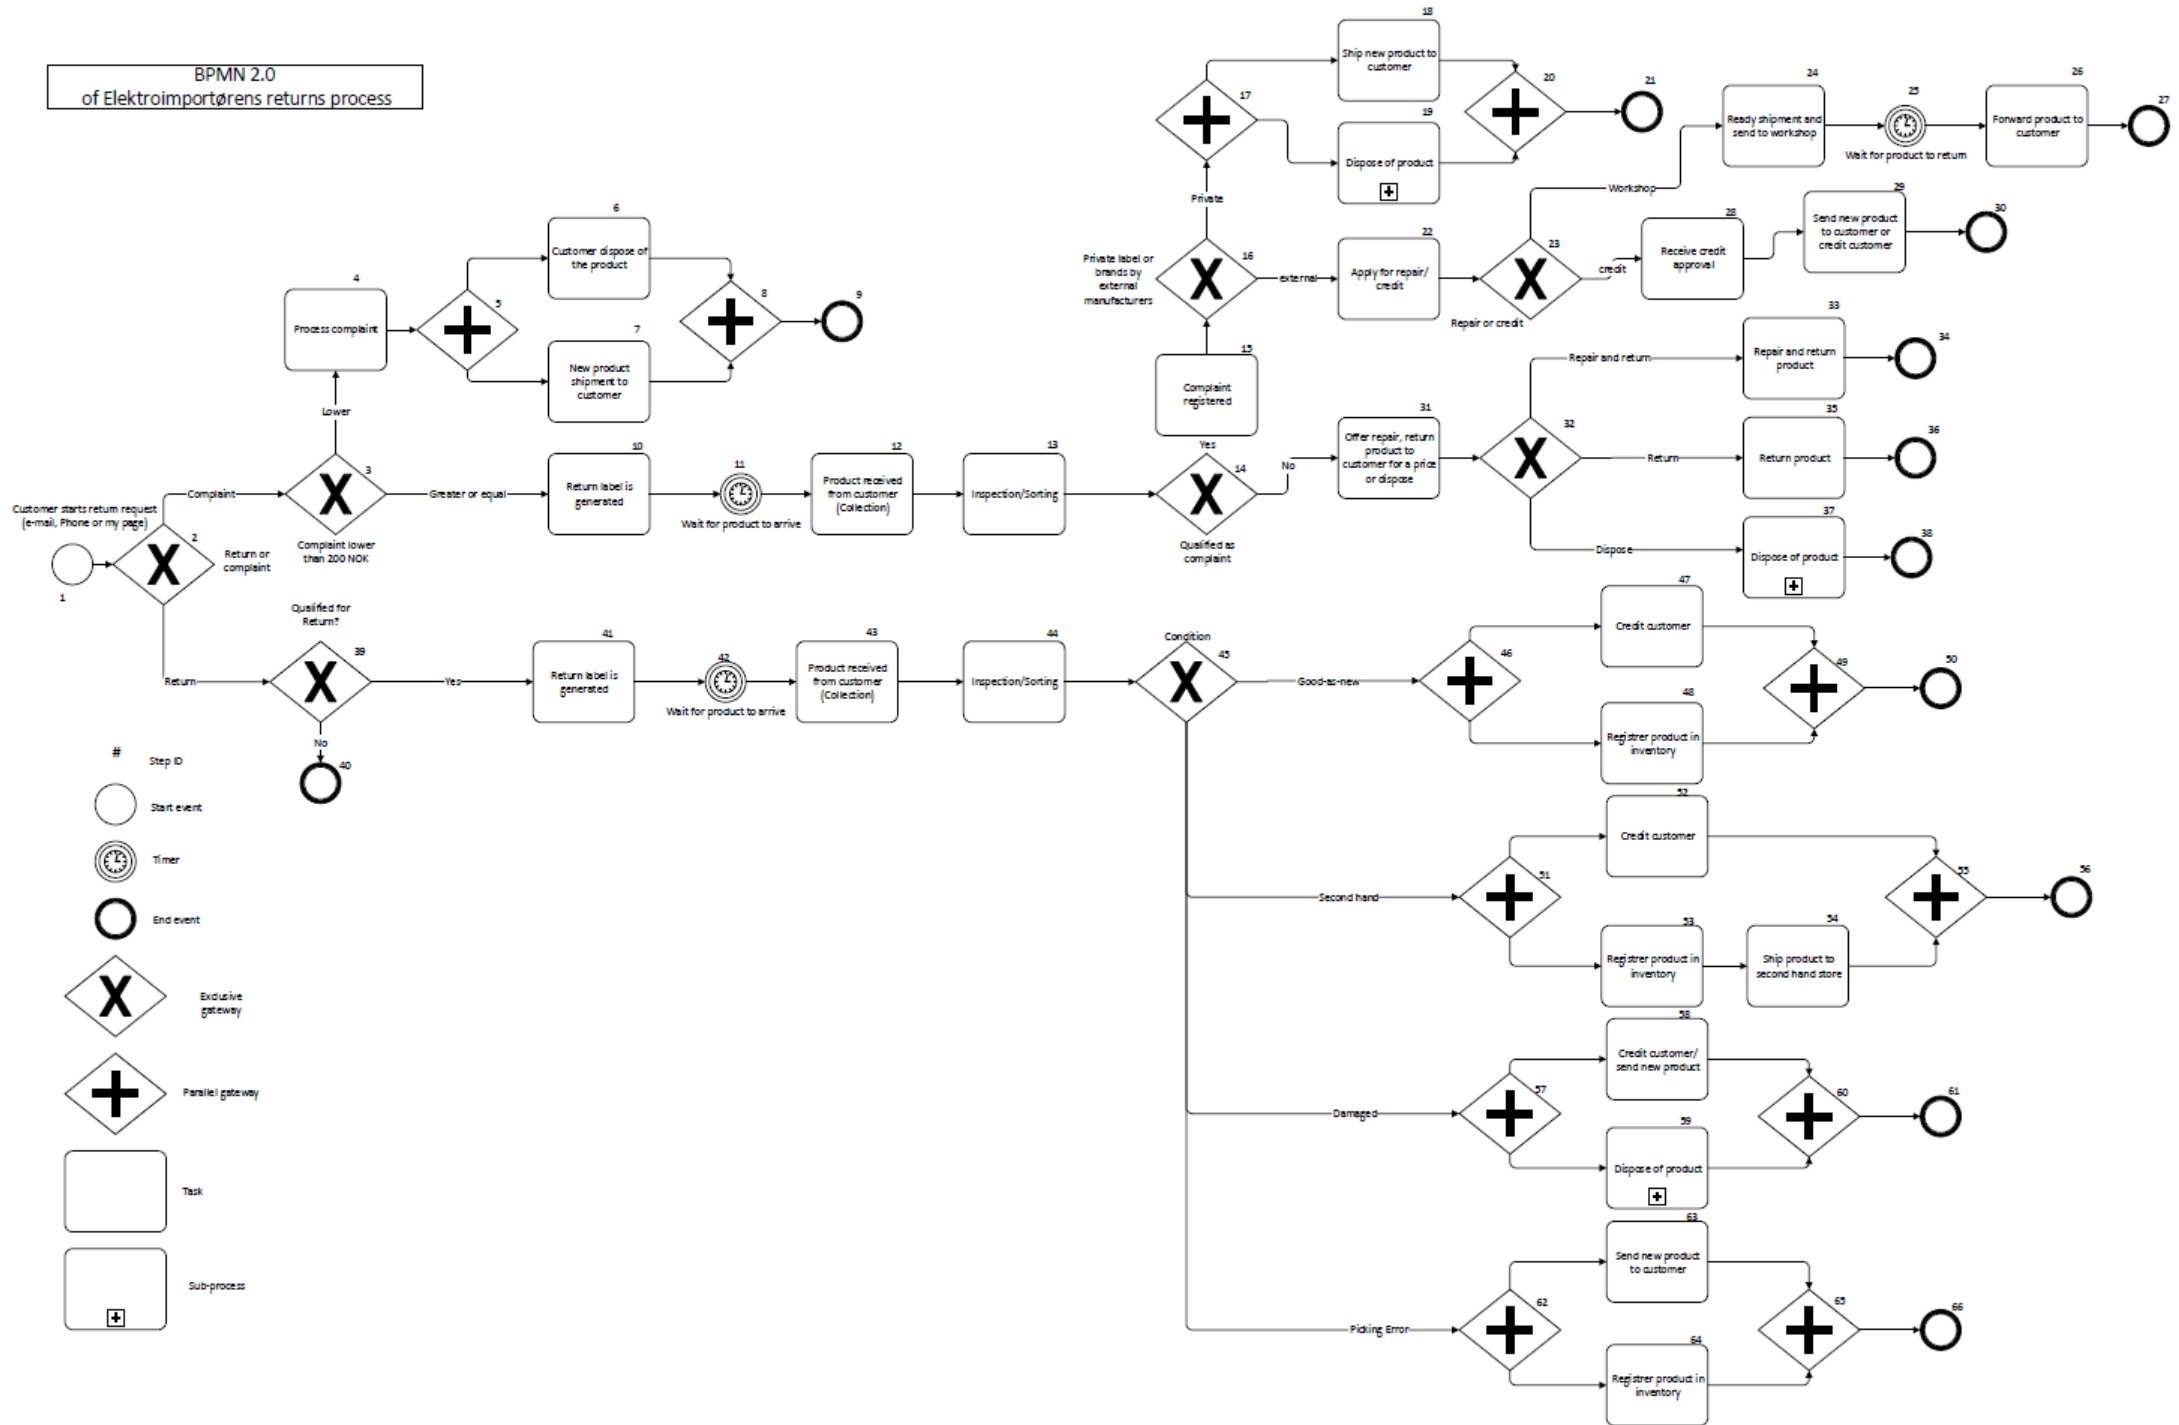 BPMN 2.0
of Elektroimportørens returns process
18
Ship new product to
customer
17
20
21
19
Dispose of product
Private
24
Ready shipment and
send to workshop
25
Wait for product to return
26
Forward product to
customer
27
Workshop
6
Customer dispose of
the product
4
Process complaint
5
7
New product
shipment to
customer
8
9
Private label or
brands by
external
manufacturers
16
external
22
Apply for repair/
credit
23
Repair or credit
credit
28
Receive credit
approval
29
Send new product
to customer or
credit customer
30
15
Complaint
registered
Yes
Lower
3
Complaint
Complaint lower
than 200 NOK
Greater or equal
10
Return label is
generated
11
Wait for product to arrive
12
Product received
from customer
(Collection)
13
Inspection/Sorting
14
Qualified as
complaint
No
31
Offer repair, return
product to
customer for a price
or dispose
32
Repair and return
33
Repair and return
product
34
Return
35
Return product
36
Dispose
37
Dispose of product
38
Customer starts return request
(e-mail, Phone or my page)
1
2
Return or
complaint
Return
Qualified for
Return?
39
Yes
No
40
41
Return label is
generated
42
Wait for product to arrive
43
Product received
from customer
(Collection)
44
Inspection/Sorting
Condition
45
Good-as-new
46
47
Credit customer
48
Registrer product in
inventory
49
50
Second hand
51
52
Credit customer
53
Registrer product in
inventory
54
Ship product to
second hand store
55
56
Damaged
57
58
Credit customer/
send new product
59
Dispose of product
60
61
Picking Error
62
63
Send new product
to customer
64
Registrer product in
inventory
65
66
#
Step ID
Start event
Timer
End event
Exclusive
gateway
Parallel gateway
Task
Sub-process